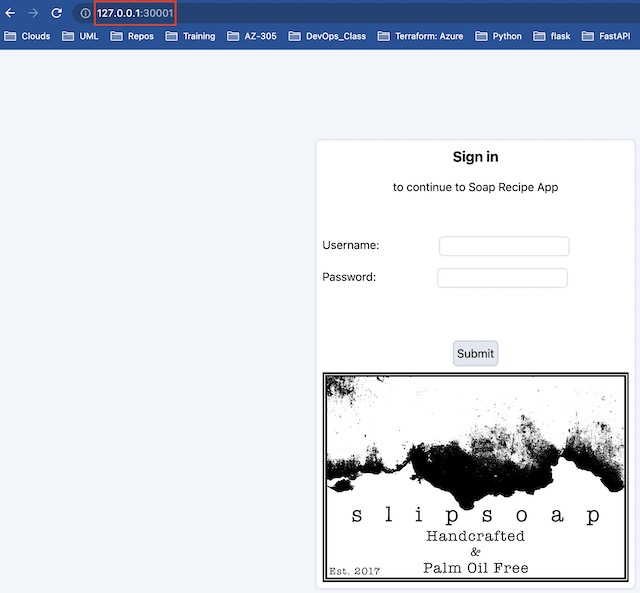 127.0.0.1:30001
Clouds UML Repos Training AZ-305 DevOps_Class Terraform: Azure Python flask FastAPI
Sign in
to continue to Soap Recipe App
Username:
Password:
Submit
slipsoap
Handcrafted
&
Palm Oil Free
Est. 2017